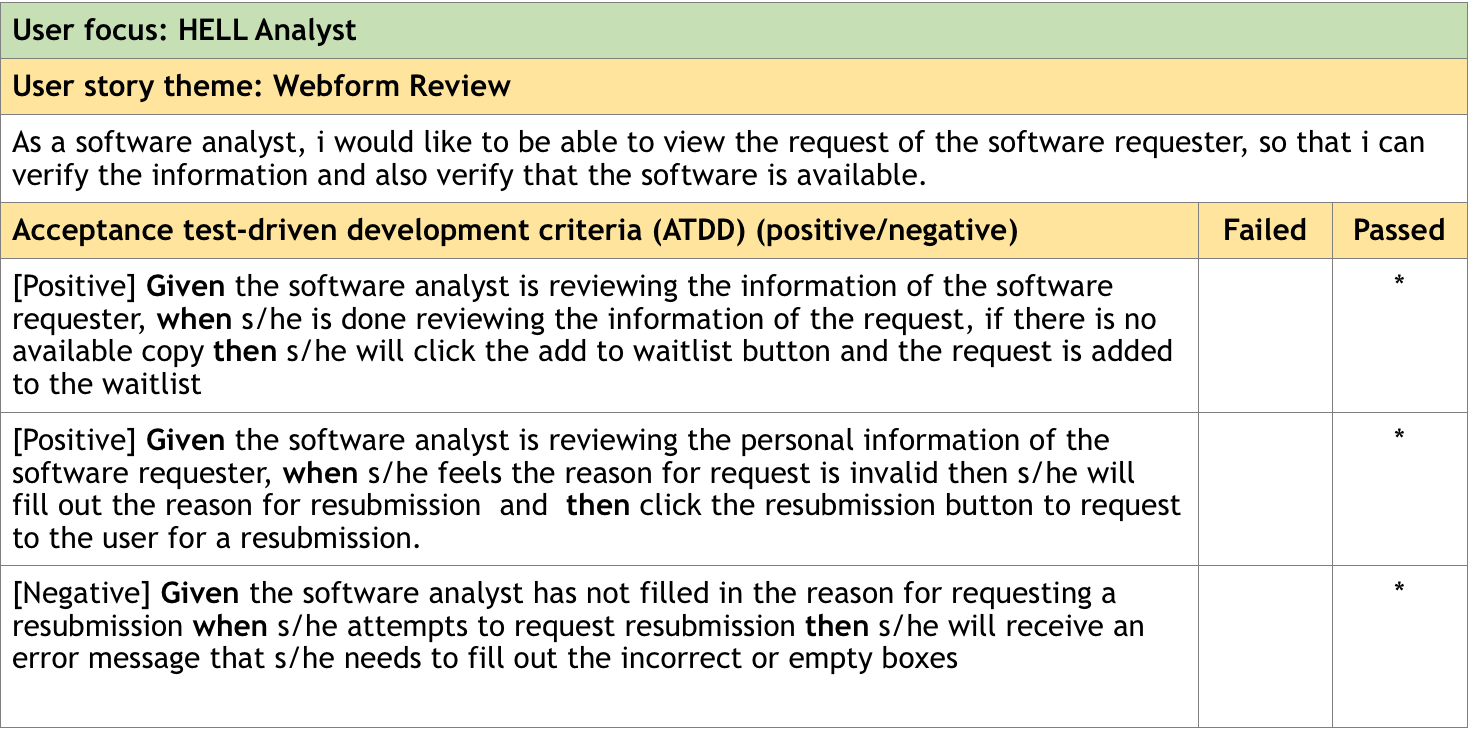 User focus: HELL Analyst
User story theme: Webform Review
As a software analyst, i would like to be able to view the request of the software requester, so that i can
verify the information and also verify that the software is available.
Acceptance test-driven development criteria (ATDD) (positive/negative) Failed Passed
[Positive] Given the software analyst is reviewing the information of the software *
requester, when s/he is done reviewing the information of the request, if there is no
available copy then s/he will click the add to waitlist button and the request is added
to the waitlist
[Positive] Given the software analyst is reviewing the personal information of the *
software requester, when s/he feels the reason for request is invalid then s/he will
fill out the reason for resubmission  and  then click the resubmission button to request
to the user for a resubmission.
[Negative] Given the software analyst has not filled in the reason for requesting a *
resubmission when s/he attempts to request resubmission then s/he will receive an
error message that s/he needs to fill out the incorrect or empty boxes